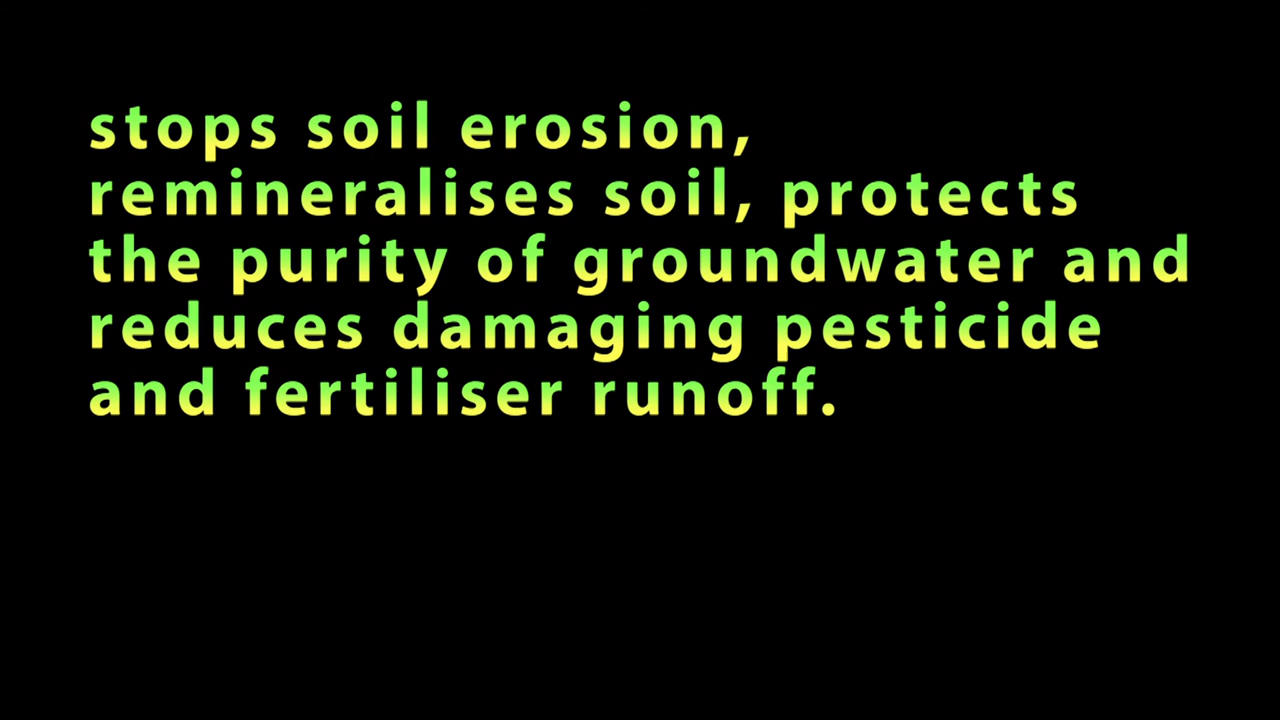 stops soil erosion,
remineralises soil, protects
the purity of groundwater and
reduces damaging pesticide
and fertiliser runoff.